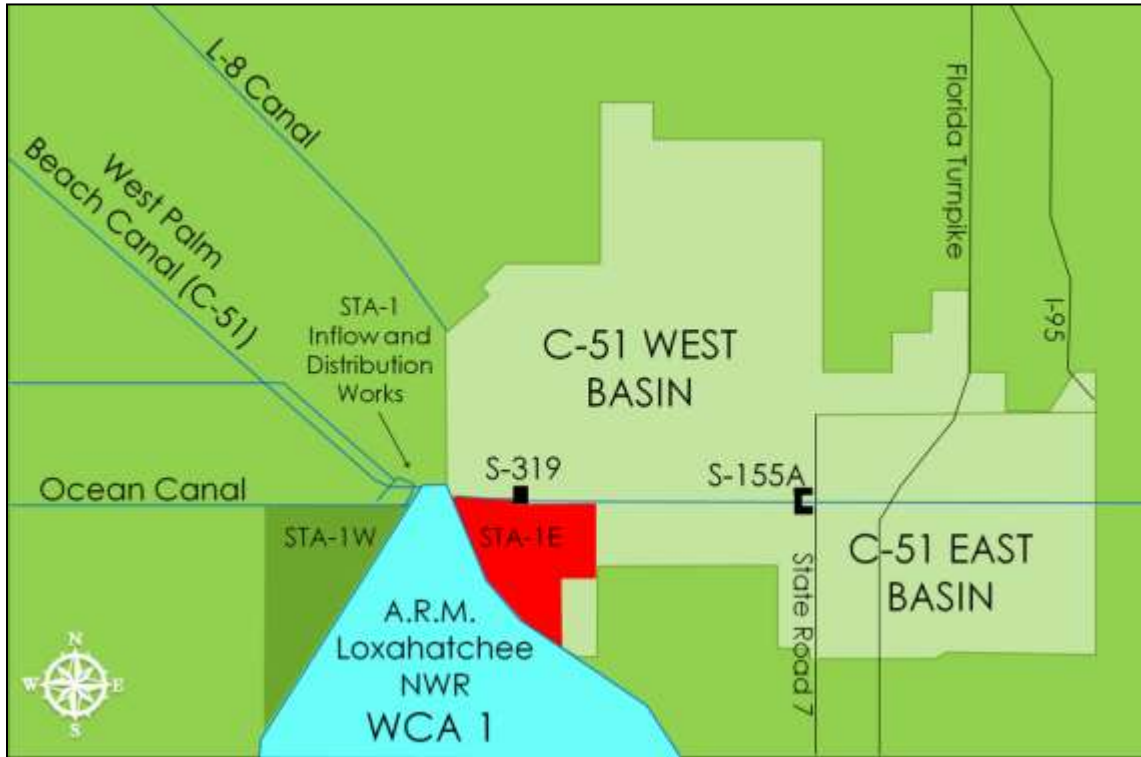 L-8 Canal
West Palm
Beach Canal (C-51)
STA-1
Inflow and
Distribution
Works
Florida Turnpike
I-95
C-51 WEST
BASIN
S-319
S-155A
Ocean Canal
STA-1W
STA-1E
C-51 EAST
BASIN
State Road 7
A.R.M.
Loxahatchee
NWR
WCA 1
N
W
E
S